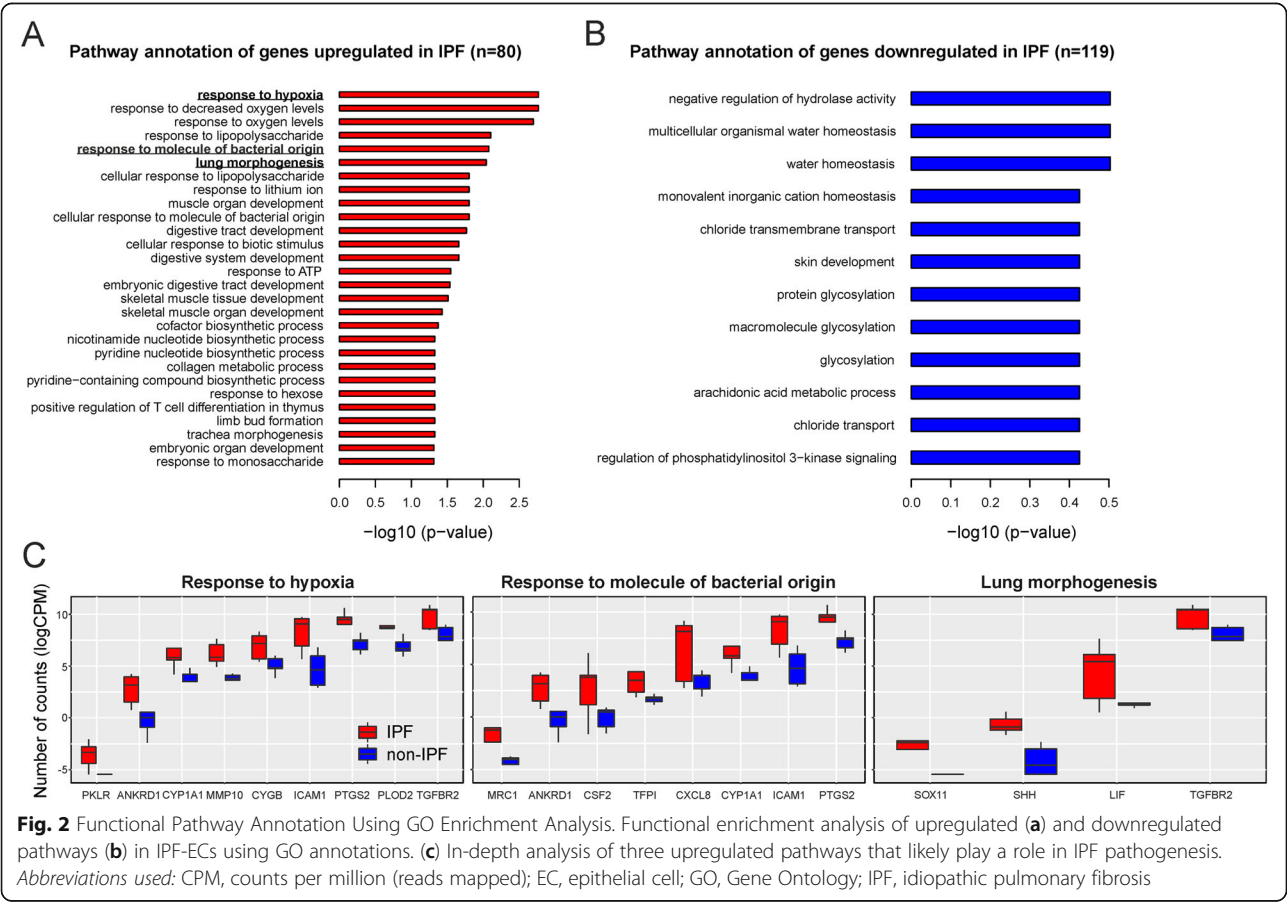 A
Pathway annotation of genes upregulated in IPF (n=80)
response to hypoxia
response to decreased oxygen levels
response to oxygen levels
response to lipopolysaccharide
response to molecule of bacterial origin
lung morphogenesis
cellular response to lipopolysaccharide
response to lithium ion
muscle organ development
cellular response to molecule of bacterial origin
digestive tract development
cellular response to biotic stimulus
digestive system development
response to ATP
embryonic digestive tract development
skeletal muscle tissue development
skeletal muscle organ development
cofactor biosynthetic process
nicotinamide nucleotide biosynthetic process
pyridine nucleotide biosynthetic process
collagen metabolic process
pyridine−containing compound biosynthetic process
response to hexose
positive regulation of T cell differentiation in thymus
limb bud formation
trachea morphogenesis
embryonic organ development
response to monosaccharide
0.0 0.5 1.0 1.5 2.0 2.5
−log10 (p−value)
B
Pathway annotation of genes downregulated in IPF (n=119)
negative regulation of hydrolase activity
multicellular organismal water homeostasis
water homeostasis
monovalent inorganic cation homeostasis
chloride transmembrane transport
skin development
protein glycosylation
macromolecule glycosylation
glycosylation
arachidonic acid metabolic process
chloride transport
regulation of phosphatidylinositol 3−kinase signaling
0.0 0.1 0.2 0.3 0.4 0.5
−log10 (p−value)
C
Number of counts (logCPM)
10
5
0
-5
Response to hypoxia
IPF
non-IPF
PKLR ANKRD1 CYP1A1 MMP10 CYGB ICAM1 PTGS2 PLOD2 TGFBR2
Response to molecule of bacterial origin
MRC1 ANKRD1 CSF2 TFPI CXCL8 CYP1A1 ICAM1 PTGS2
Lung morphogenesis
SOX11 SHH LIF TGFBR2
Fig. 2 Functional Pathway Annotation Using GO Enrichment Analysis. Functional enrichment analysis of upregulated (a) and downregulated
pathways (b) in IPF-ECs using GO annotations. (c) In-depth analysis of three upregulated pathways that likely play a role in IPF pathogenesis.
Abbreviations used: CPM, counts per million (reads mapped); EC, epithelial cell; GO, Gene Ontology; IPF, idiopathic pulmonary fibrosis